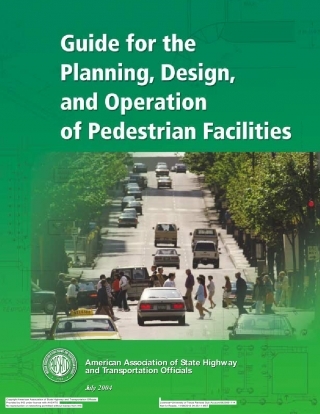 Guide for the
Planning, Design,
and Operation
of Pedestrian Facilities
American Association of State Highway
and Transportation Officials
July 2004